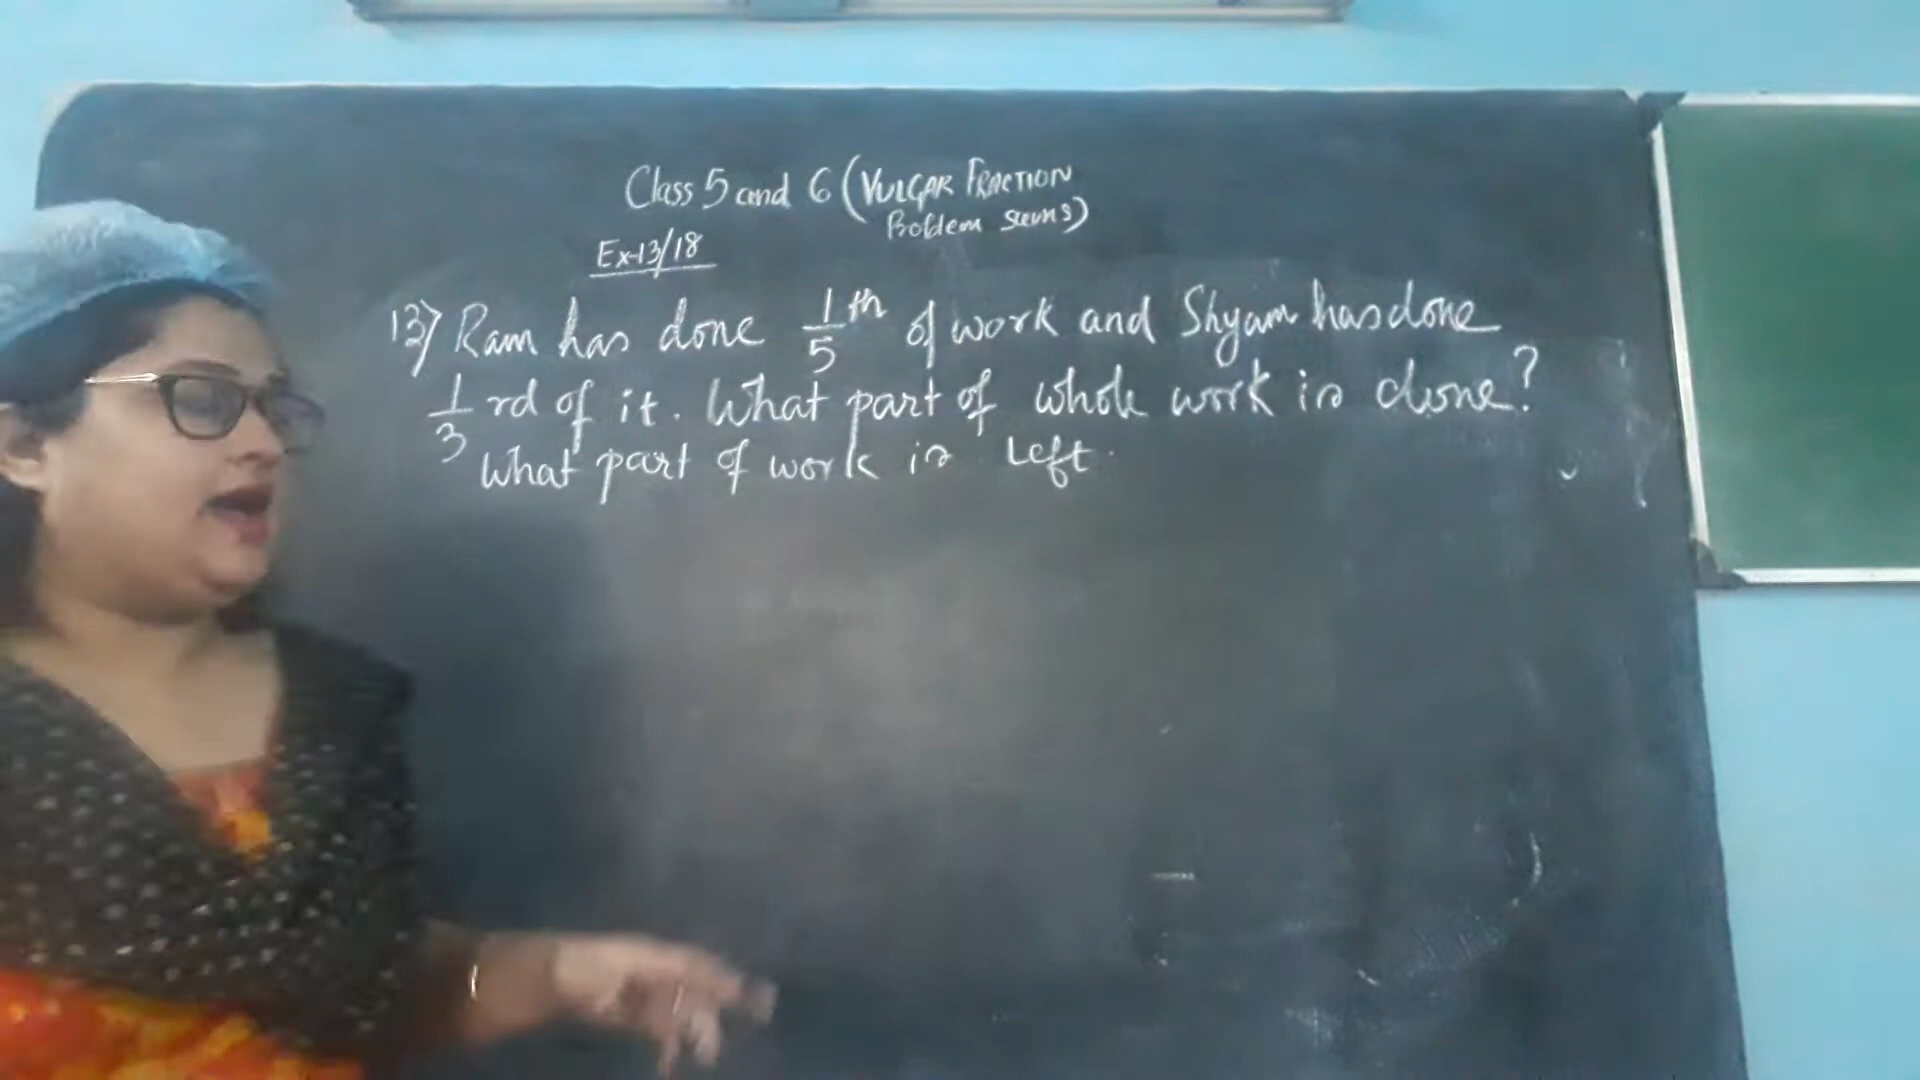 Class 5 and 6 (VULGAR FRACTION
Problem sums)
Ex-13/18
13) Ram has done 1/5 th of work and Shyam has done
1/3 rd of it. What part of whole work is done?
What part of work is left.